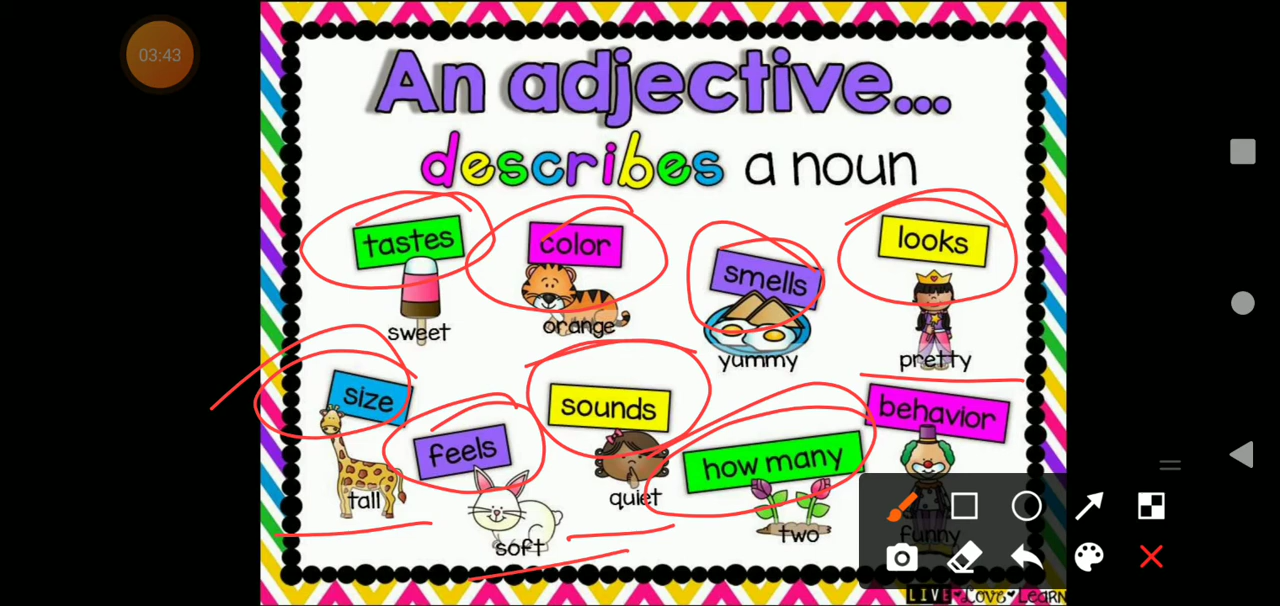 03:43
An adjective...
describes a noun
tastes
color
smells
looks
sweet
orange
yummy
pretty
size
feels
sounds
how many
behavior
tall
soft
quiet
two
funny
LIVE♥Love♥LEARN